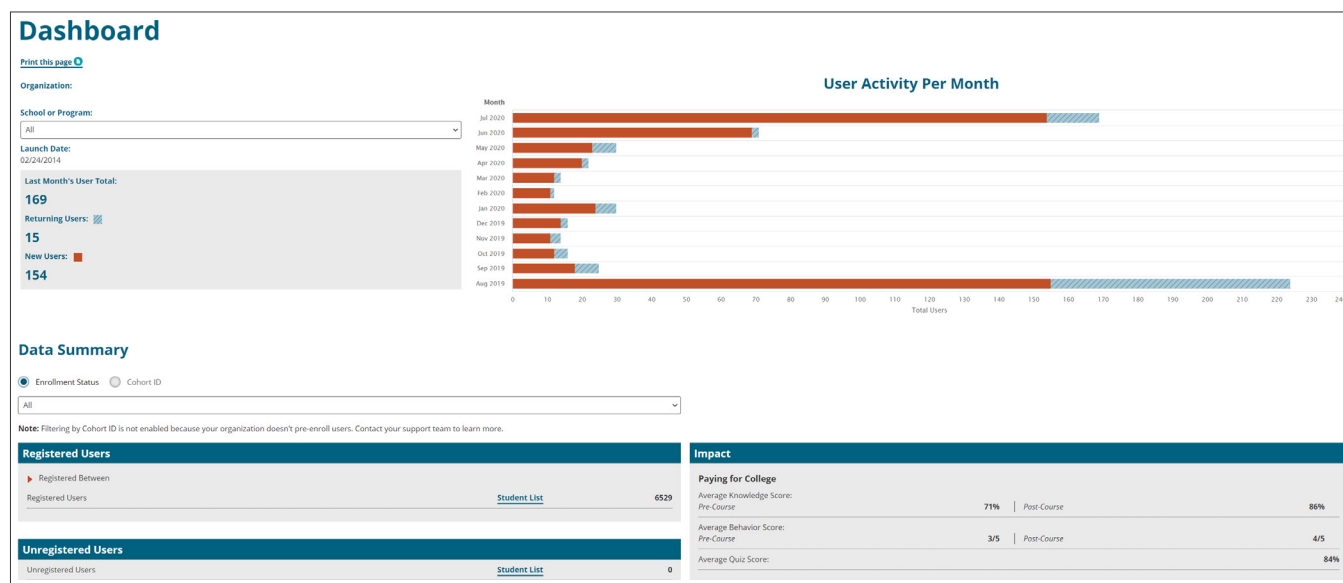 Dashboard
Print this page
Organization:
School or Program:
All
Launch Date:
02/24/2014
Last Month's User Total:
169
Returning Users:
15
New Users:
154
User Activity Per Month
Month
Jul 2020
Jun 2020
May 2020
Apr 2020
Mar 2020
Feb 2020
Jan 2020
Dec 2019
Nov 2019
Oct 2019
Sep 2019
Aug 2019
0 10 20 30 40 50 60 70 80 90 100 110 120 130 140 150 160 170 180 190 200 210 220 230
Total Users
Data Summary
Enrollment Status Cohort ID
All
Note: Filtering by Cohort ID is not enabled because your organization doesn't pre-enroll users. Contact your support team to learn more.
Registered Users
Registered Between
Registered Users Student List 6529
Unregistered Users
Unregistered Users Student List 0
Impact
Paying for College
Average Knowledge Score:
Pre-Course 71% | Post-Course 86%
Average Behavior Score:
Pre-Course 3/5 | Post-Course 4/5
Average Quiz Score: 84%